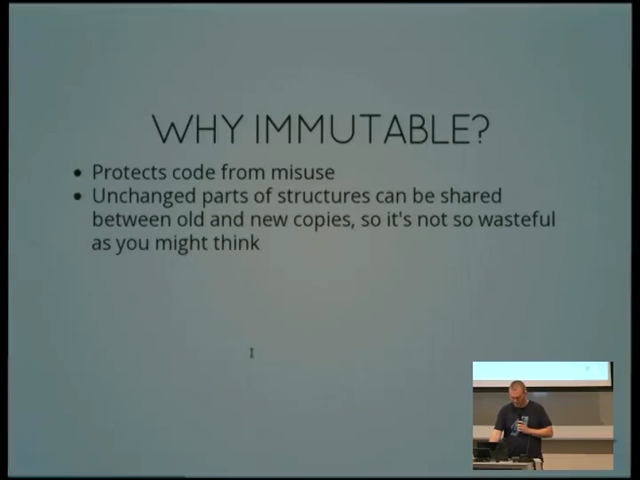 WHY IMMUTABLE?
• Protects code from misuse
• Unchanged parts of structures can be shared
between old and new copies, so it's not so wasteful
as you might think